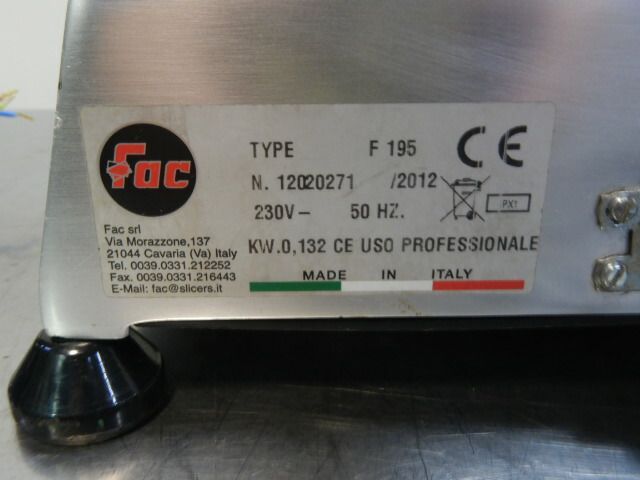 Fac
TYPE F 195 CE
N. 12020271 /2012
230V– 50 HZ. PX1
KW.0,132 CE USO PROFESSIONALE
MADE IN ITALY
Fac srl
Via Morazzone,137
21044 Cavaria (Va) Italy
Tel. 0039.0331.212252
Fax. 0039.0331.216443
E-Mail: fac@slicers.it